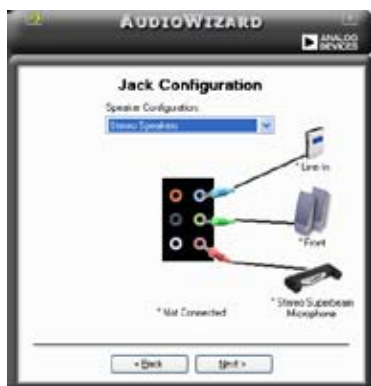 AUDIOWIZARD
ANALOG
DEVICES
Jack Configuration
Speaker Configuration:
Stereo Speakers
* Line In
* Front
* Not Connected
* Stereo Superbeam
Microphone
< Back
Next >